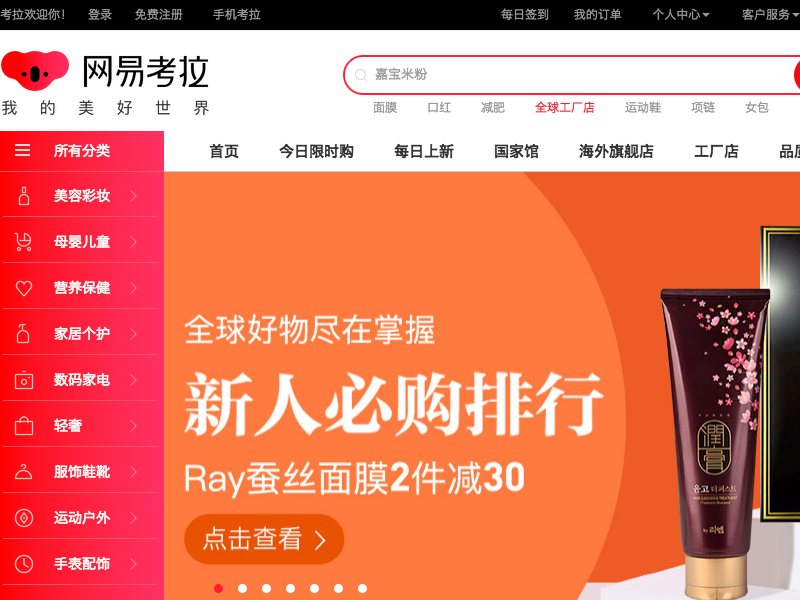 考拉欢迎你! 登录 免费注册 手机考拉 每日签到 我的订单 个人中心 客户服务
网易考拉
我的美好世界
嘉宝米粉
面膜 口红 减肥 全球工厂店 运动鞋 项链 女包
所有分类 首页 今日限时购 每日上新 国家馆 海外旗舰店 工厂店
美容彩妆
母婴儿童
营养保健
家居个护
数码家电
轻奢
服饰鞋靴
运动户外
手表配饰
全球好物尽在掌握
新人必购排行
Ray蚕丝面膜2件减30
点击查看
潤膏
by 리엔